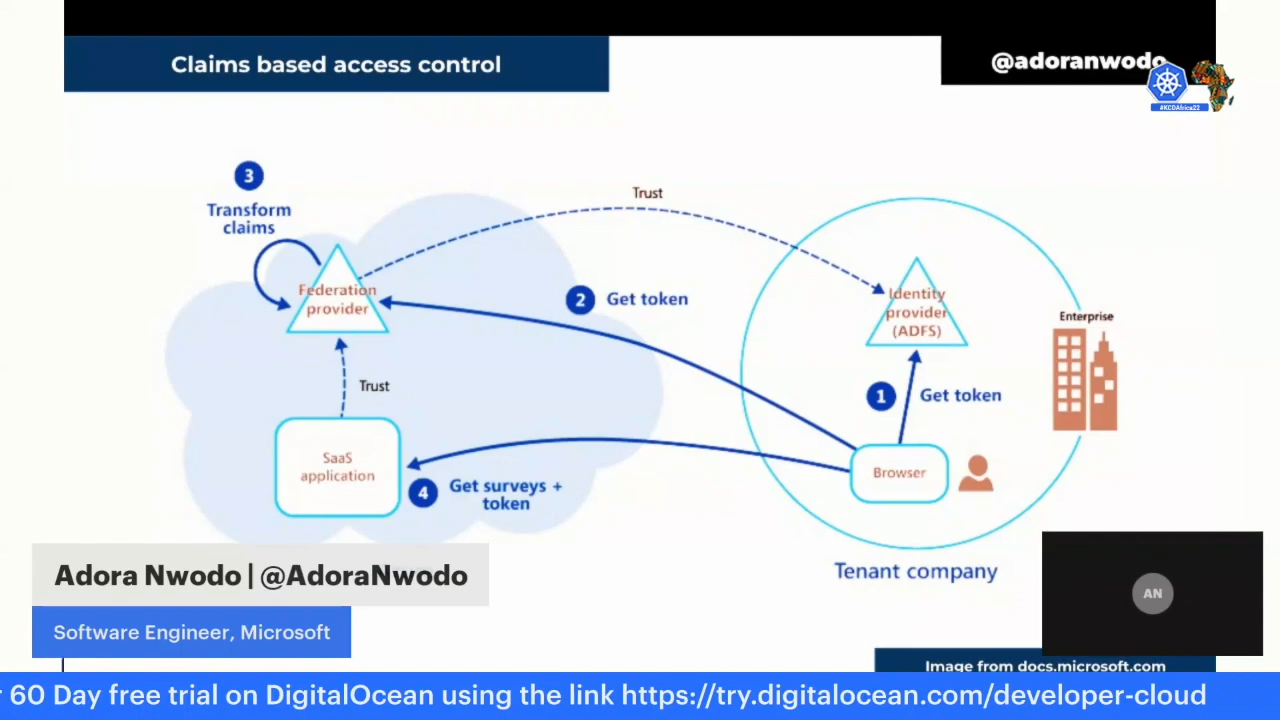 Claims based access control
@adoranwodo
#KCDAfrica22
3
Transform
claims
Trust
Federation
provider
2
Get token
Identity
provider
(ADFS)
Enterprise
Trust
1
Get token
SaaS
application
Browser
4
Get surveys +
token
Tenant company
Adora Nwodo | @AdoraNwodo
Software Engineer, Microsoft
AN
Image from docs.microsoft.com
60 Day free trial on DigitalOcean using the link https://try.digitalocean.com/developer-cloud